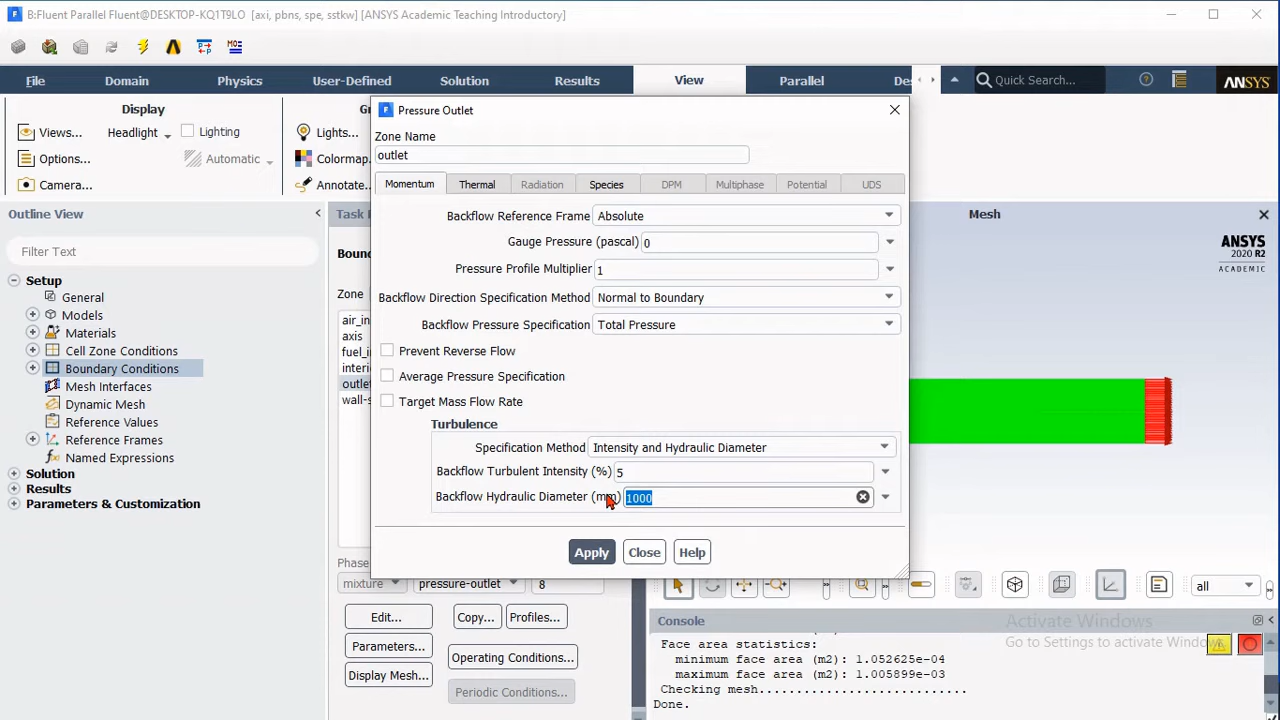 B:Fluent Parallel Fluent@DESKTOP-KQ1T9LO [axi, pbns, spe, sstkw] [ANSYS Academic Teaching Introductory]
File Domain Physics User-Defined Solution Results View Parallel Quick Search... ANSYS
Display
Views... Headlight Lighting Lights...
Options... Automatic Colormap
Camera... Annotate
Outline View
Filter Text
Setup
General
Models
Materials
Cell Zone Conditions
Boundary Conditions
Mesh Interfaces
Dynamic Mesh
Reference Values
Reference Frames
Named Expressions
Solution
Results
Parameters & Customization
Task
Zone
axis
Phase
mixture pressure-outlet 8
Edit... Copy... Profiles...
Parameters... Operating Conditions...
Display Mesh... Periodic Conditions...
Pressure Outlet
Zone Name
outlet
Momentum Thermal Radiation Species DPM Multiphase Potential UDS
Backflow Reference Frame Absolute
Gauge Pressure (pascal) 0
Pressure Profile Multiplier 1
Backflow Direction Specification Method Normal to Boundary
Backflow Pressure Specification Total Pressure
Prevent Reverse Flow
Average Pressure Specification
Target Mass Flow Rate
Turbulence
Specification Method Intensity and Hydraulic Diameter
Backflow Turbulent Intensity (%) 5
Backflow Hydraulic Diameter (mm) 1000
Apply Close Help
Mesh
ANSYS
2020 R2
ACADEMIC
all
Console
Activate Windows
Go to Settings to activate Windows.
Face area statistics:
minimum face area (m2): 1.052625e-04
maximum face area (m2): 1.005899e-03
Checking mesh..........................
Done.